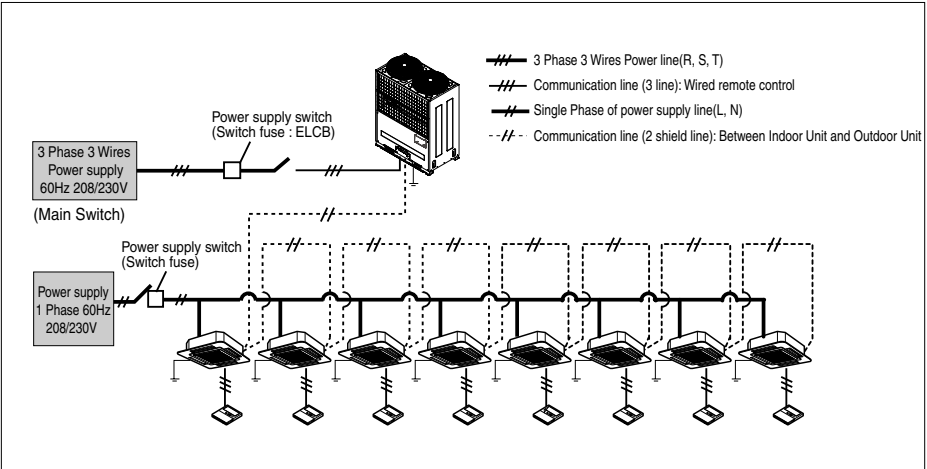 3 Phase 3 Wires Power line(R, S, T)
Communication line (3 line): Wired remote control
Single Phase of power supply line(L, N)
Communication line (2 shield line): Between Indoor Unit and Outdoor Unit
Power supply switch
(Switch fuse : ELCB)
3 Phase 3 Wires
Power supply
60Hz 208/230V
(Main Switch)
Power supply switch
(Switch fuse)
Power supply
1 Phase 60Hz
208/230V